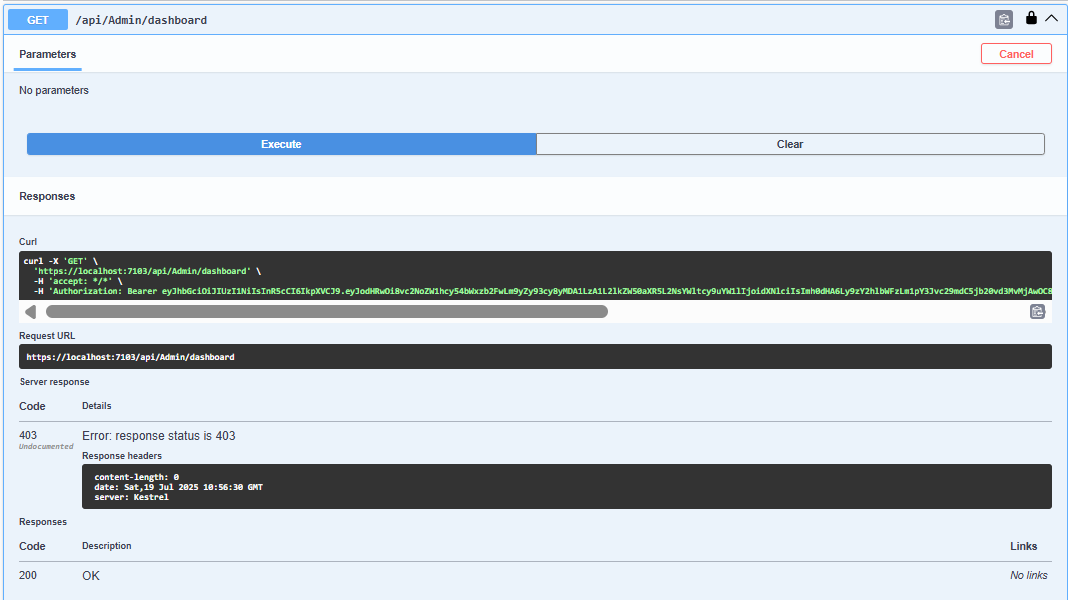 GET /api/Admin/dashboard
Parameters
Cancel
No parameters
Execute
Clear
Responses
Curl
curl -X 'GET' \
'https://localhost:7103/api/Admin/dashboard' \
-H 'accept: */*' \
-H 'Authorization: Bearer
Request URL
https://localhost:7103/api/Admin/dashboard
Server response
Code Details
403 Error: response status is 403
Undocumented
Response headers
content-length: 0
date: Sat,19 Jul 2025 10:56:30 GMT
server: Kestrel
Responses
Code Description Links
200 OK No links